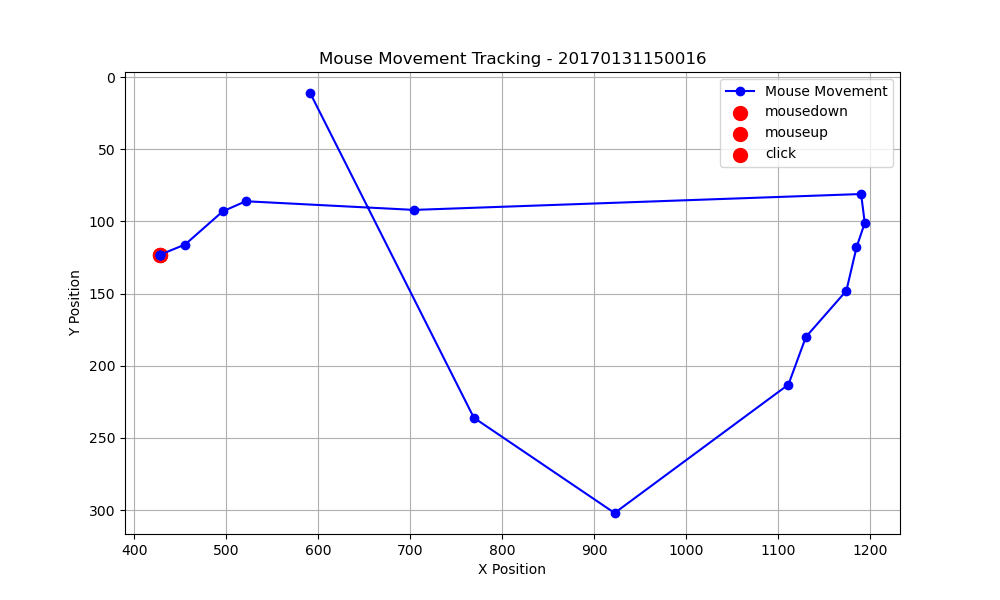 Mouse Movement Tracking - 20170131150016
Mouse Movement
mousedown
mouseup
click
0
50
100
150
200
250
300
Y Position
400
500
600
700
800
900
1000
1100
1200
X Position